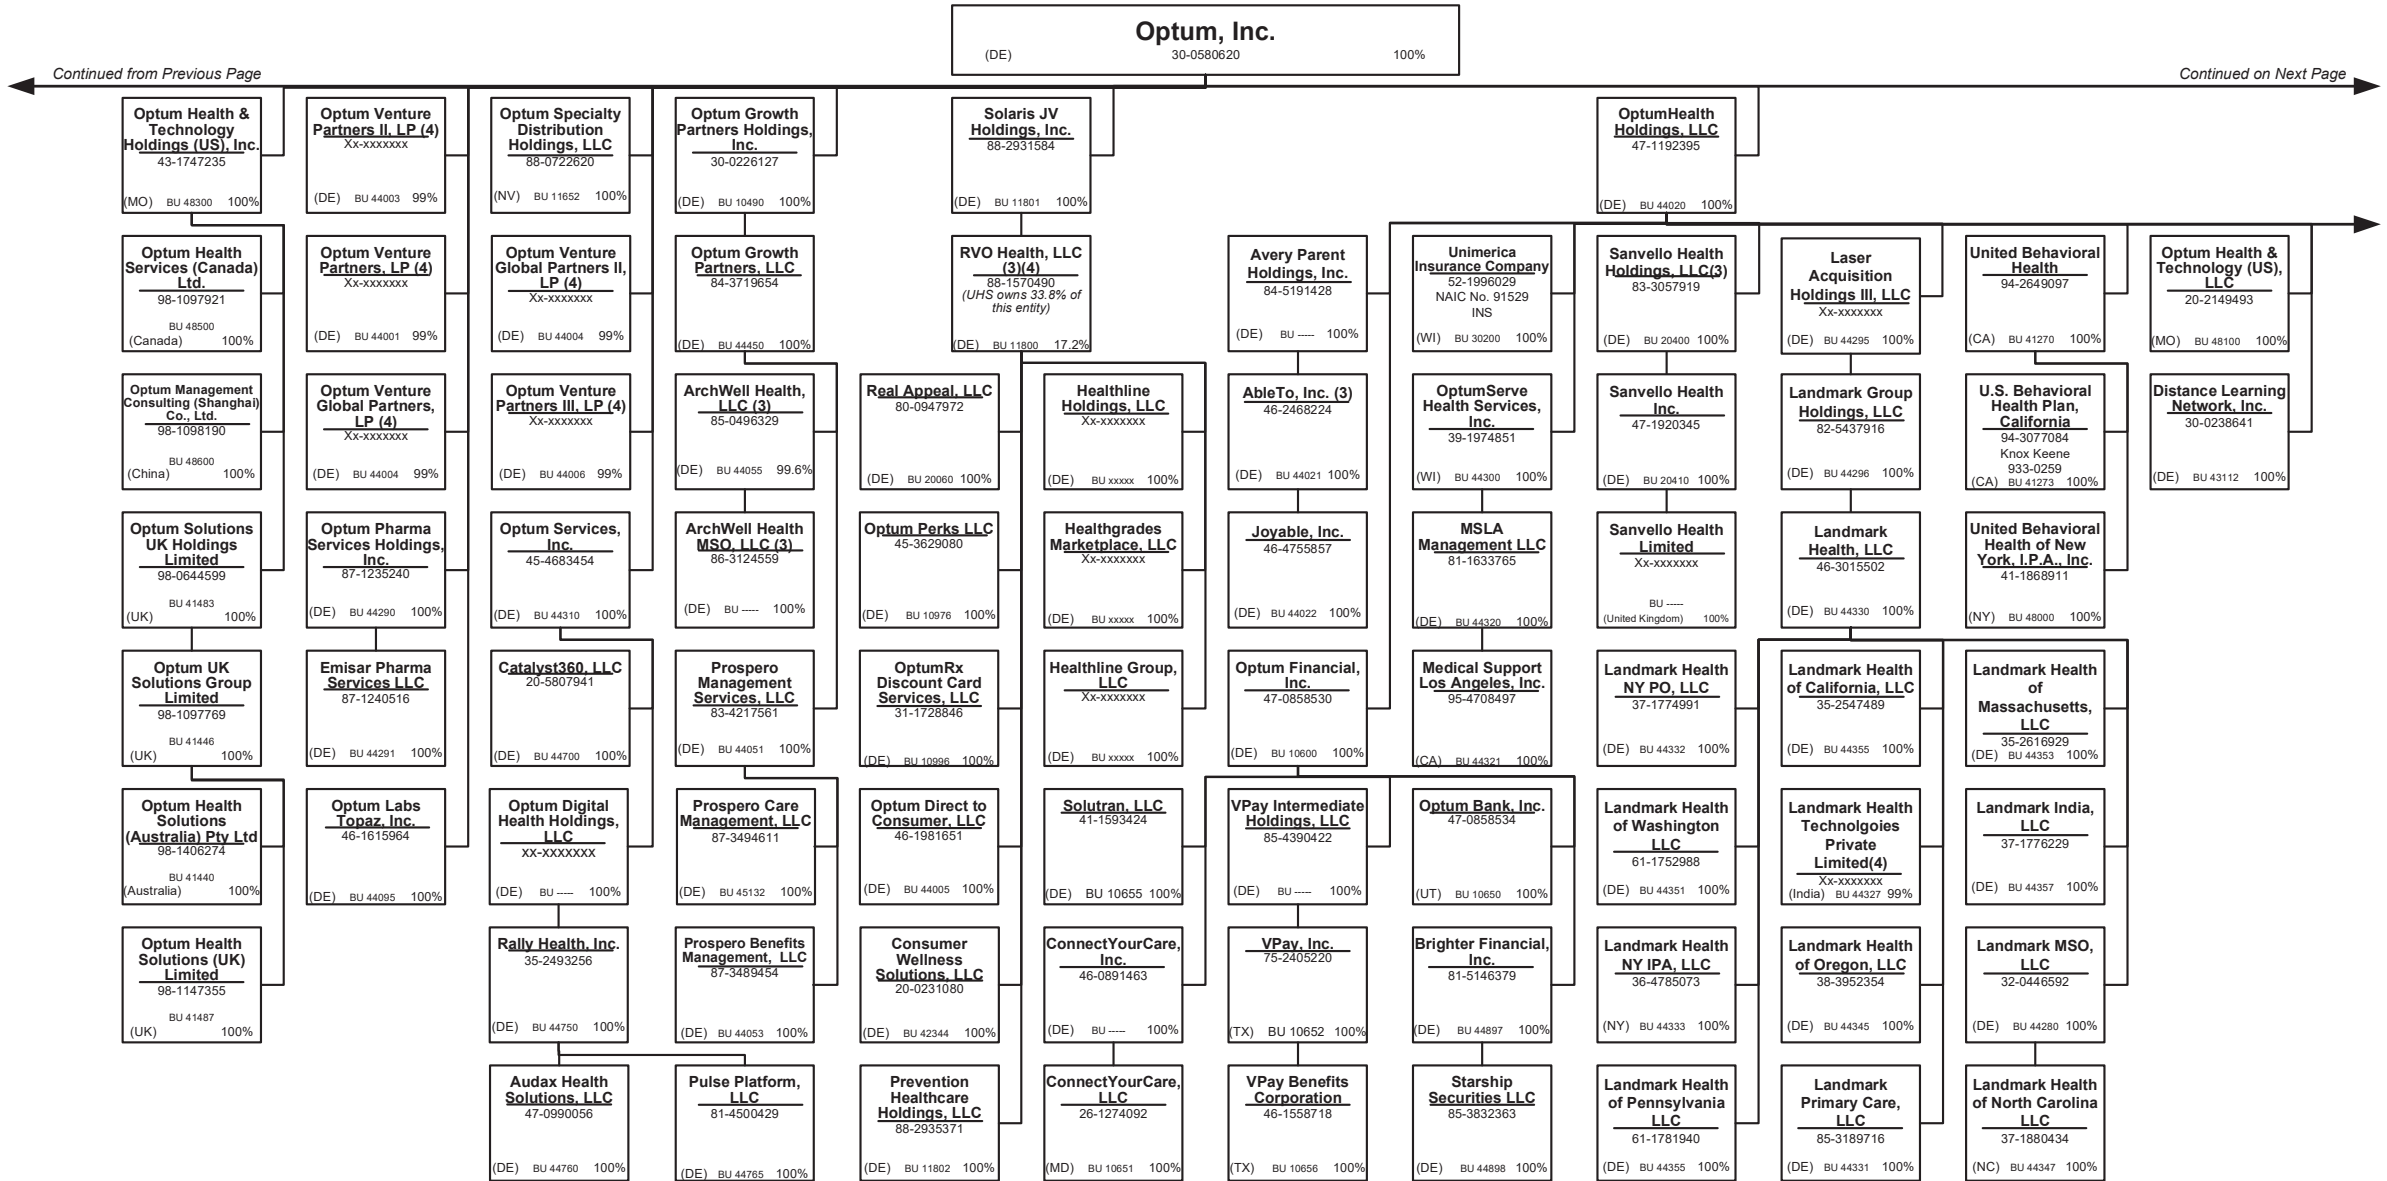 Optum, Inc.
(DE) 30-0580620 100%
Continued from Previous Page
Continued on Next Page
Optum Health &
Technology
Holdings (US), Inc.
43-1747235
(MO) BU 48300 100%
Optum Venture
Partners II, LP (4)
Xx-xxxxxxx
(DE) BU 44003 99%
Optum Specialty
Distribution
Holdings, LLC
88-0722620
(NV) BU 11652 100%
Optum Growth
Partners Holdings,
Inc.
30-0226127
(DE) BU 10490 100%
Solaris JV
Holdings, Inc.
88-2931584
(DE) BU 11801 100%
OptumHealth
Holdings, LLC
47-1192395
(DE) BU 44020 100%
Optum Health
Services (Canada)
Ltd.
98-1097921
BU 48500
(Canada) 100%
Optum Venture
Partners, LP (4)
Xx-xxxxxxx
(DE) BU 44001 99%
Optum Venture
Global Partners II,
LP (4)
Xx-xxxxxxx
(DE) BU 44004 99%
Optum Growth
Partners, LLC
84-3719654
(DE) BU 44450 100%
RVO Health, LLC
(3)(4)
88-1570490
(UHS owns 33.8% of
this entity)
(DE) BU 11800 17.2%
Avery Parent
Holdings, Inc.
84-5191428
(DE) BU ----- 100%
Unimerica
Insurance Company
52-1996029
NAIC No. 91529
INS
(WI) BU 30200 100%
Sanvello Health
Holdings, LLC(3)
83-3057919
(DE) BU 20400 100%
Laser
Acquisition
Holdings III, LLC
Xx-xxxxxxx
(DE) BU 44295 100%
United Behavioral
Health
94-2649097
(CA) BU 41270 100%
Optum Health &
Technology (US),
LLC
20-2149493
(MO) BU 48100 100%
Optum Management
Consulting (Shanghai)
Co., Ltd.
98-1098190
BU 48600
(China) 100%
Optum Venture
Global Partners,
LP (4)
Xx-xxxxxxx
(DE) BU 44004 99%
Optum Venture
Partners III, LP (4)
Xx-xxxxxxx
(DE) BU 44006 99%
ArchWell Health,
LLC (3)
85-0496329
(DE) BU 44055 99.6%
Real Appeal, LLC
80-0947972
(DE) BU 20060 100%
Healthline
Holdings, LLC
Xx-xxxxxxx
(DE) BU xxxxx 100%
AbleTo, Inc. (3)
46-2468224
(DE) BU 44021 100%
OptumServe
Health Services,
Inc.
39-1974851
(WI) BU 44300 100%
Sanvello Health
Inc.
47-1920345
(DE) BU 20410 100%
Landmark Group
Holdings, LLC
82-5437916
(DE) BU 44296 100%
U.S. Behavioral
Health Plan,
California
94-3077084
Knox Keene
933-0259
(CA) BU 41273 100%
Distance Learning
Network, Inc.
30-0238641
(DE) BU 43112 100%
Optum Solutions
UK Holdings
Limited
98-0644599
BU 41483
(UK) 100%
Optum Pharma
Services Holdings,
Inc.
87-1235240
(DE) BU 44290 100%
Optum Services,
Inc.
45-4683454
(DE) BU 44310 100%
ArchWell Health
MSO, LLC (3)
86-3124559
(DE) BU ----- 100%
Optum Perks LLC
45-3629080
(DE) BU 10976 100%
Healthgrades
Marketplace, LLC
Xx-xxxxxxx
(DE) BU xxxxx 100%
Joyable, Inc.
46-4755857
(DE) BU 44022 100%
MSLA
Management LLC
81-1633765
(DE) BU 44320 100%
Sanvello Health
Limited
Xx-xxxxxxx
BU -----
(United Kingdom) 100%
Landmark
Health, LLC
46-3015502
(DE) BU 44330 100%
United Behavioral
Health of New
York, I.P.A., Inc.
41-1868911
(NY) BU 48000 100%
Optum UK
Solutions Group
Limited
98-1097769
BU 41446
(UK) 100%
Emisar Pharma
Services LLC
87-1240516
(DE) BU 44291 100%
Catalyst360, LLC
20-5807941
(DE) BU 44700 100%
Prospero
Management
Services, LLC
83-4217561
(DE) BU 44051 100%
OptumRx
Discount Card
Services, LLC
31-1728846
(DE) BU 10996 100%
Healthline Group,
LLC
Xx-xxxxxxx
(DE) BU xxxxx 100%
Optum Financial,
Inc.
47-0858530
(DE) BU 10600 100%
Medical Support
Los Angeles, Inc.
95-4708497
(CA) BU 44321 100%
Landmark Health
NY PO, LLC
37-1774991
(DE) BU 44332 100%
Landmark Health
of California, LLC
35-2547489
(DE) BU 44355 100%
Landmark Health
of
Massachusetts,
LLC
35-2616929
(DE) BU 44353 100%
Optum Health
Solutions
(Australia) Pty Ltd
98-1406274
BU 41440
(Australia) 100%
Optum Labs
Topaz, Inc.
46-1615964
(DE) BU 44095 100%
Optum Digital
Health Holdings,
LLC
xx-xxxxxxx
(DE) BU ----- 100%
Prospero Care
Management, LLC
87-3494611
(DE) BU 45132 100%
Optum Direct to
Consumer, LLC
46-1981651
(DE) BU 44005 100%
Solutran, LLC
41-1593424
(DE) BU 10655 100%
VPay Intermediate
Holdings, LLC
85-4390422
(DE) BU ----- 100%
Optum Bank, Inc.
47-0858534
(UT) BU 10650 100%
Landmark Health
of Washington
LLC
61-1752988
(DE) BU 44351 100%
Landmark Health
Technolgoies
Private
Limited(4)
Xx-xxxxxxx
(India) BU 44327 99%
Landmark India,
LLC
37-1776229
(DE) BU 44357 100%
Optum Health
Solutions (UK)
Limited
98-1147355
BU 41487
(UK) 100%
Rally Health, Inc.
35-2493256
(DE) BU 44750 100%
Prospero Benefits
Management, LLC
87-3489454
(DE) BU 44053 100%
Consumer
Wellness
Solutions, LLC
20-0231080
(DE) BU 42344 100%
ConnectYourCare,
Inc.
46-0891463
(DE) BU ----- 100%
VPay, Inc.
75-2405220
(TX) BU 10652 100%
Brighter Financial,
Inc.
81-5146379
(DE) BU 44897 100%
Landmark Health
NY IPA, LLC
36-4785073
(NY) BU 44333 100%
Landmark Health
of Oregon, LLC
38-3952354
(DE) BU 44345 100%
Landmark MSO,
LLC
32-0446592
(DE) BU 44280 100%
Audax Health
Solutions, LLC
47-0990056
(DE) BU 44760 100%
Pulse Platform,
LLC
81-4500429
(DE) BU 44765 100%
Prevention
Healthcare
Holdings, LLC
88-2935371
(DE) BU 11802 100%
ConnectYourCare,
LLC
26-1274092
(MD) BU 10651 100%
VPay Benefits
Corporation
46-1558718
(TX) BU 10656 100%
Starship
Securities LLC
85-3832363
(DE) BU 44898 100%
Landmark Health
of Pennsylvania
LLC
61-1781940
(DE) BU 44355 100%
Landmark
Primary Care,
LLC
85-3189716
(DE) BU 44331 100%
Landmark Health
of North Carolina
LLC
37-1880434
(NC) BU 44347 100%